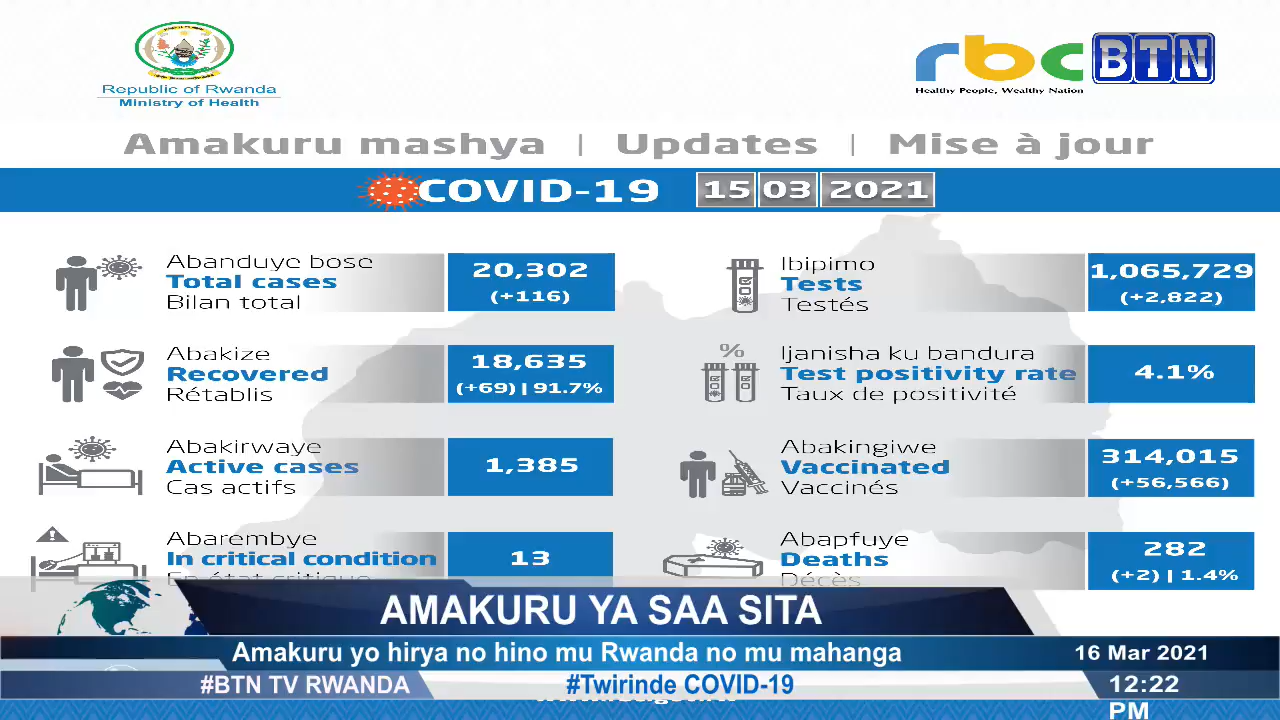 Republic of Rwanda
Ministry of Health
rbc
Healthy People, Wealthy Nation
BTN
Amakuru mashya | Updates | Mise à jour
COVID-19 15 03 2021
Abanduye bose
Total cases
Bilan total
20,302
(+116)
Ibipimo
Tests
Testés
1,065,729
(+2,822)
Abakize
Recovered
Rétablis
18,635
(+69) | 91.7%
%
Ijanisha ku bandura
Test positivity rate
Taux de positivité
4.1%
Abakirwaye
Active cases
Cas actifs
1,385
Abakingiwe
Vaccinated
Vaccinés
314,015
(+56,566)
Abarembye
In critical condition
En état critique
13
Abapfuye
Deaths
Décès
282
(+2) | 1.4%
AMAKURU YA SAA SITA
Amakuru yo hirya no hino mu Rwanda no mu mahanga
16 Mar 2021
#BTN TV RWANDA
#Twirinde COVID-19
12:22
PM